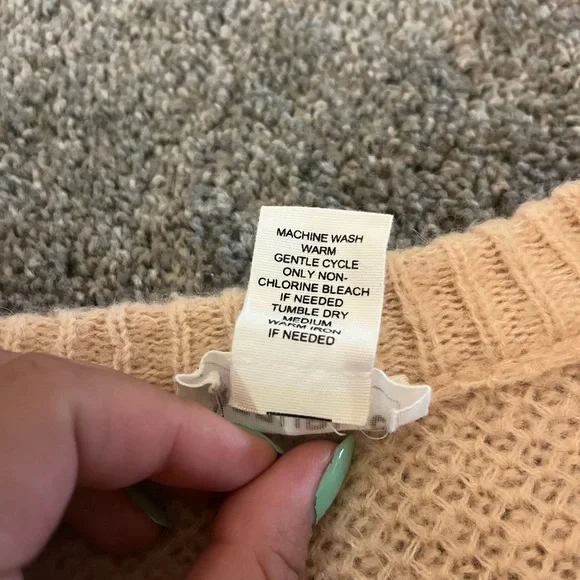 MACHINE WASH
WARM
GENTLE CYCLE
ONLY NON-
CHLORINE BLEACH
IF NEEDED
TUMBLE DRY
MEDIUM
WARM IRON
IF NEEDED